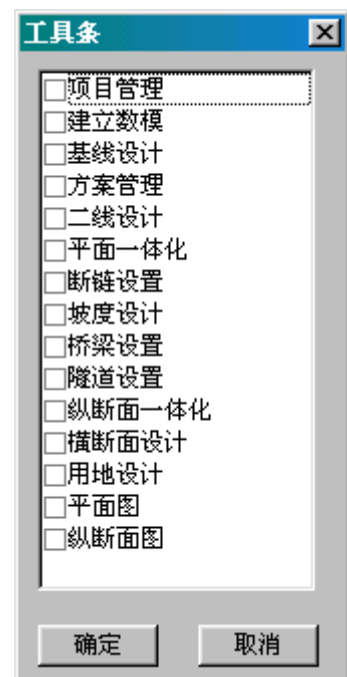 工具条
项目管理
建立数模
基线设计
方案管理
二线设计
平面一体化
断链设置
坡度设计
桥梁设置
隧道设置
纵断面一体化
横断面设计
用地设计
平面图
纵断面图
确定
取消